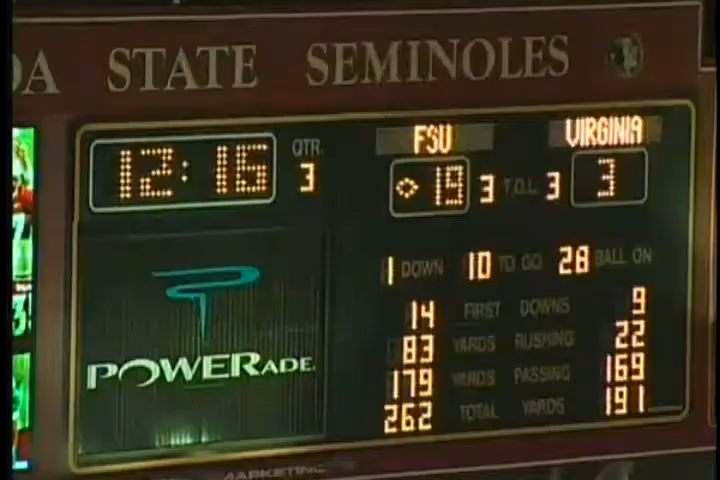 DA STATE SEMINOLES
12:16 QTR 3
FSU VIRGINIA
19 3 T.O.L 3 3
1 DOWN 10 TO GO 28 BALL ON
14 FIRST DOWNS 9
83 YARDS RUSHING 22
179 YARDS PASSING 169
262 TOTAL YARDS 191
POWERADE
MARKETING